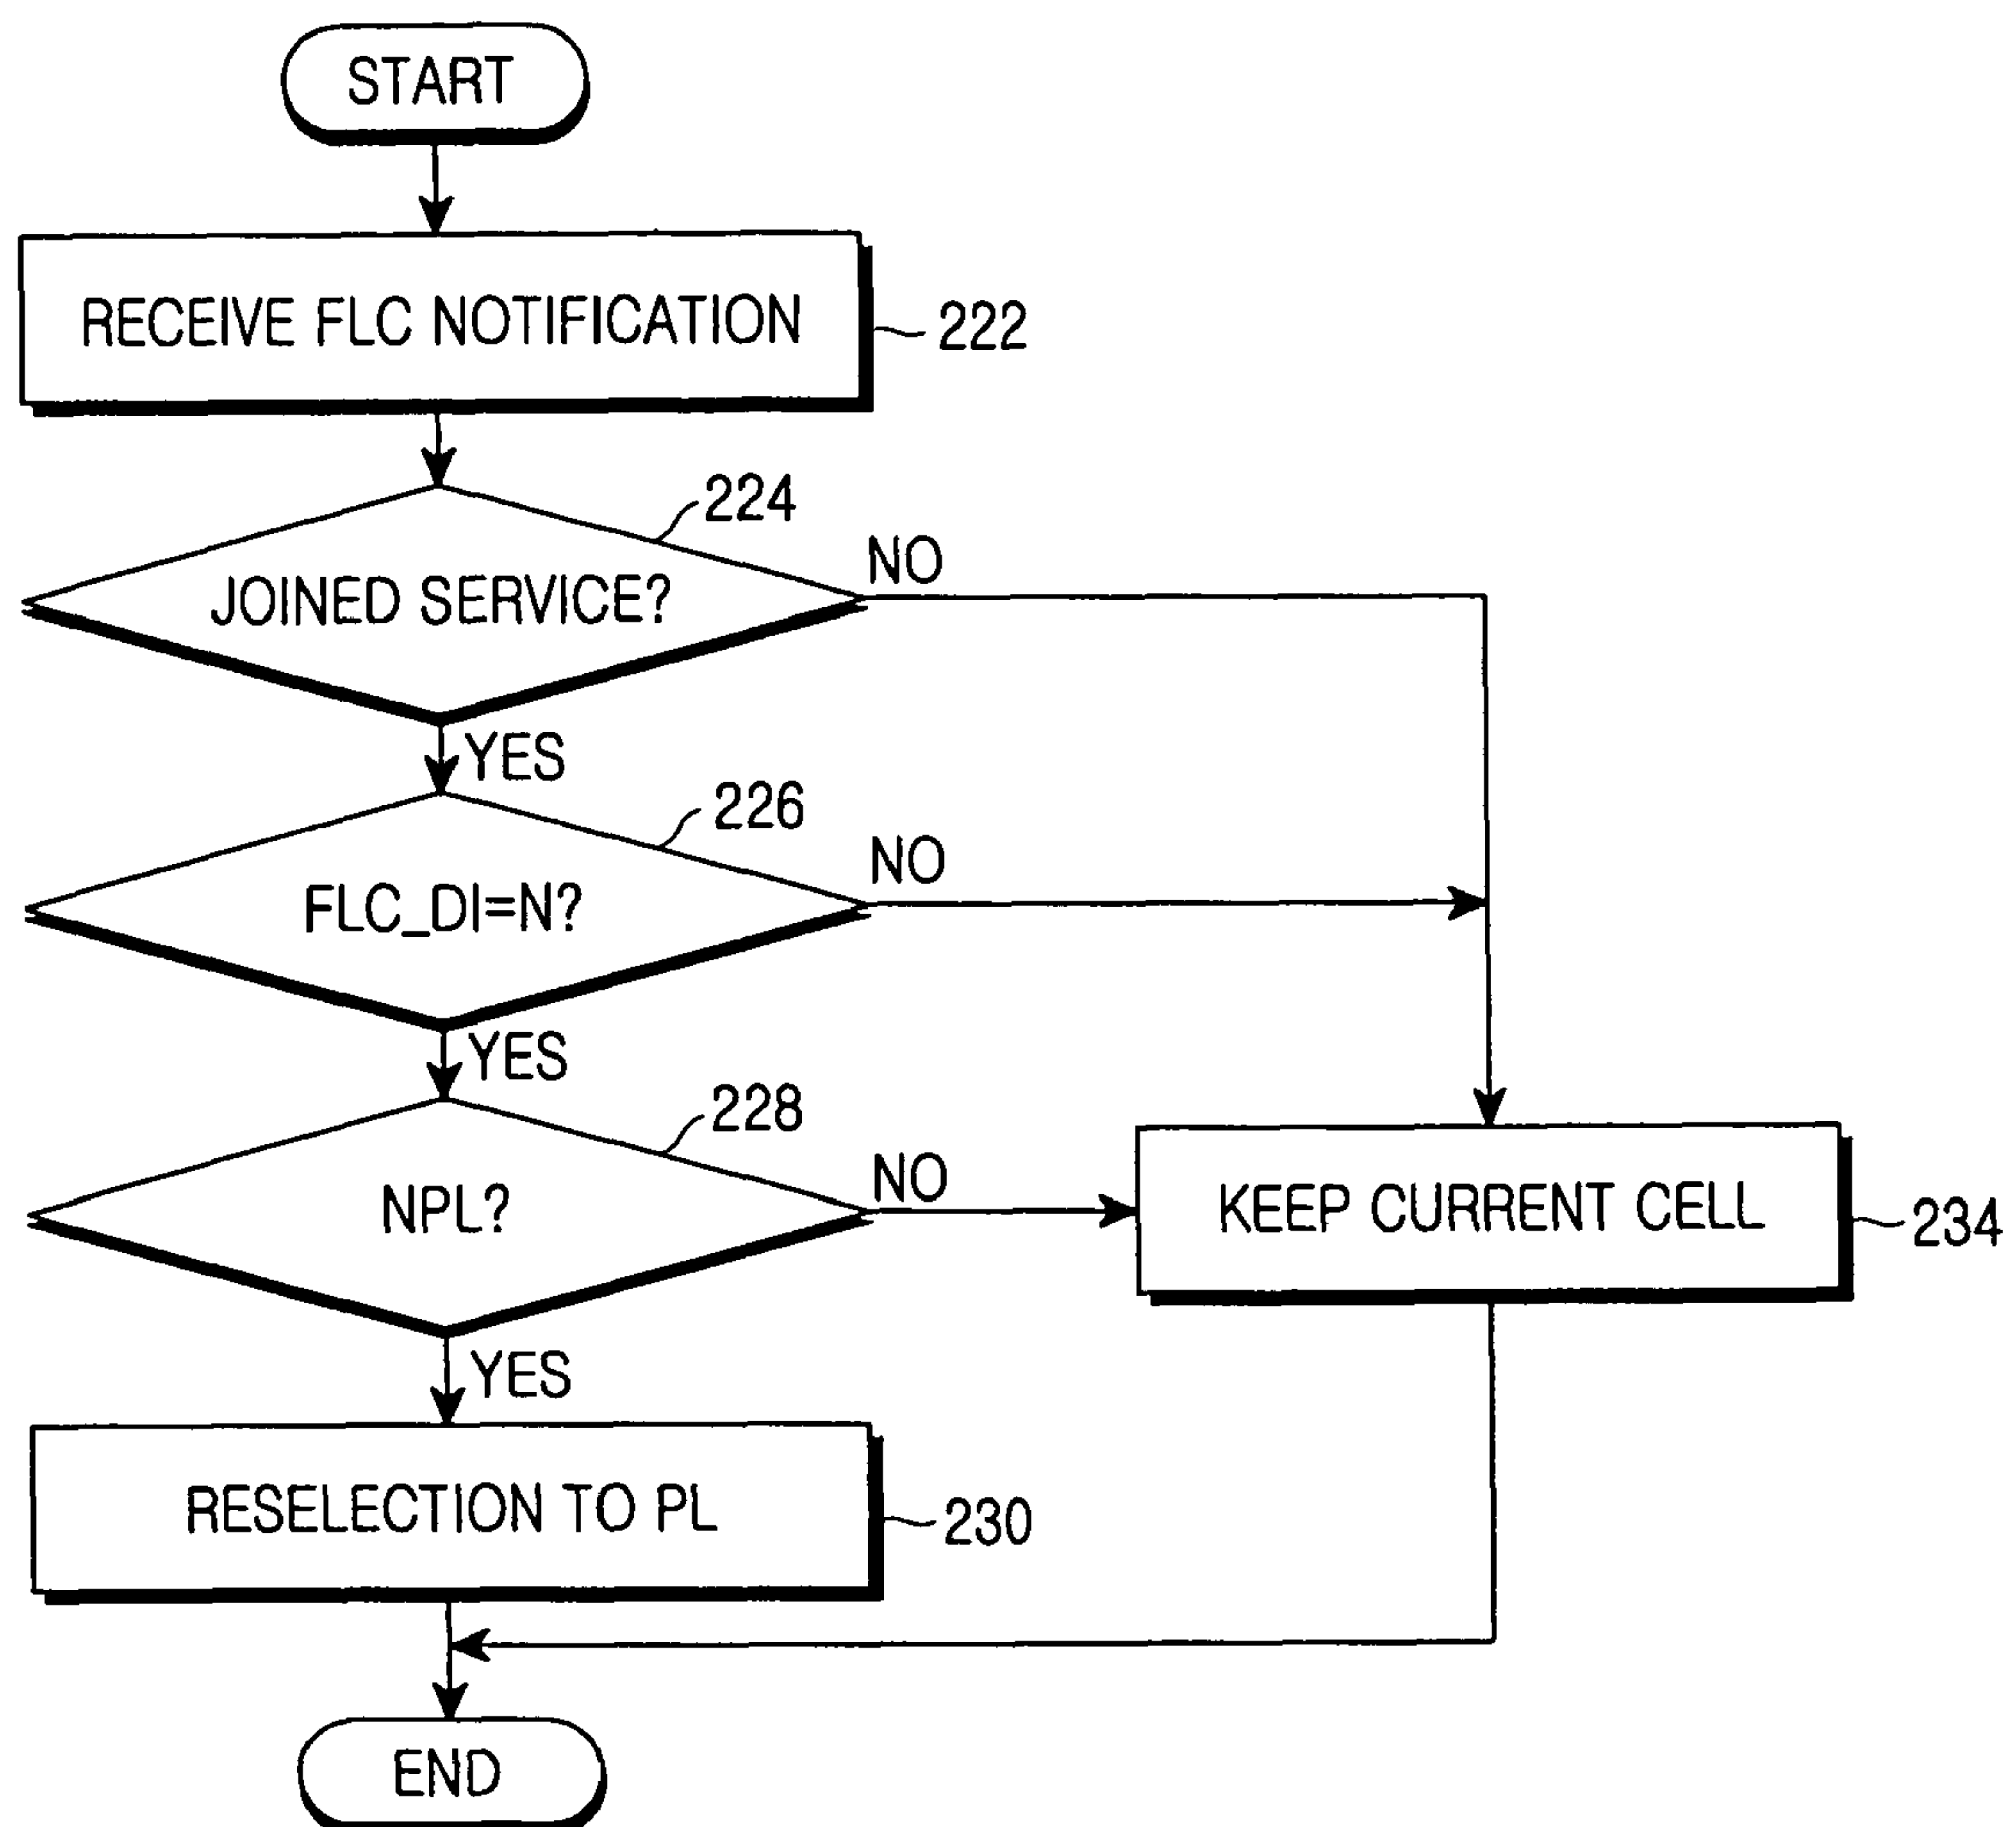 START
RECEIVE FLC NOTIFICATION
222
224
JOINED SERVICE?
NO
YES
226
FLC_DI=N?
NO
YES
228
NPL?
NO
KEEP CURRENT CELL
234
YES
RESELECTION TO PL
230
END